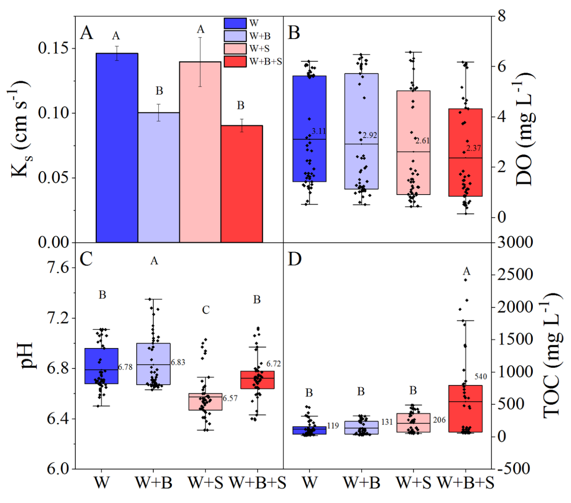 A
W
W+B
W+S
W+B+S
A
B
A
B
0.15
0.10
0.05
0.00
Ks (cm s-1)
B
3.11
2.92
2.61
2.37
8
6
4
2
0
DO (mg L-1)
C
B
A
C
B
6.78
6.83
6.57
6.72
7.6
7.2
6.8
6.4
6.0
pH
W
W+B
W+S
W+B+S
D
B
B
B
A
119
131
206
540
3000
2500
2000
1500
1000
500
0
-500
TOC (mg L-1)
W
W+B
W+S
W+B+S